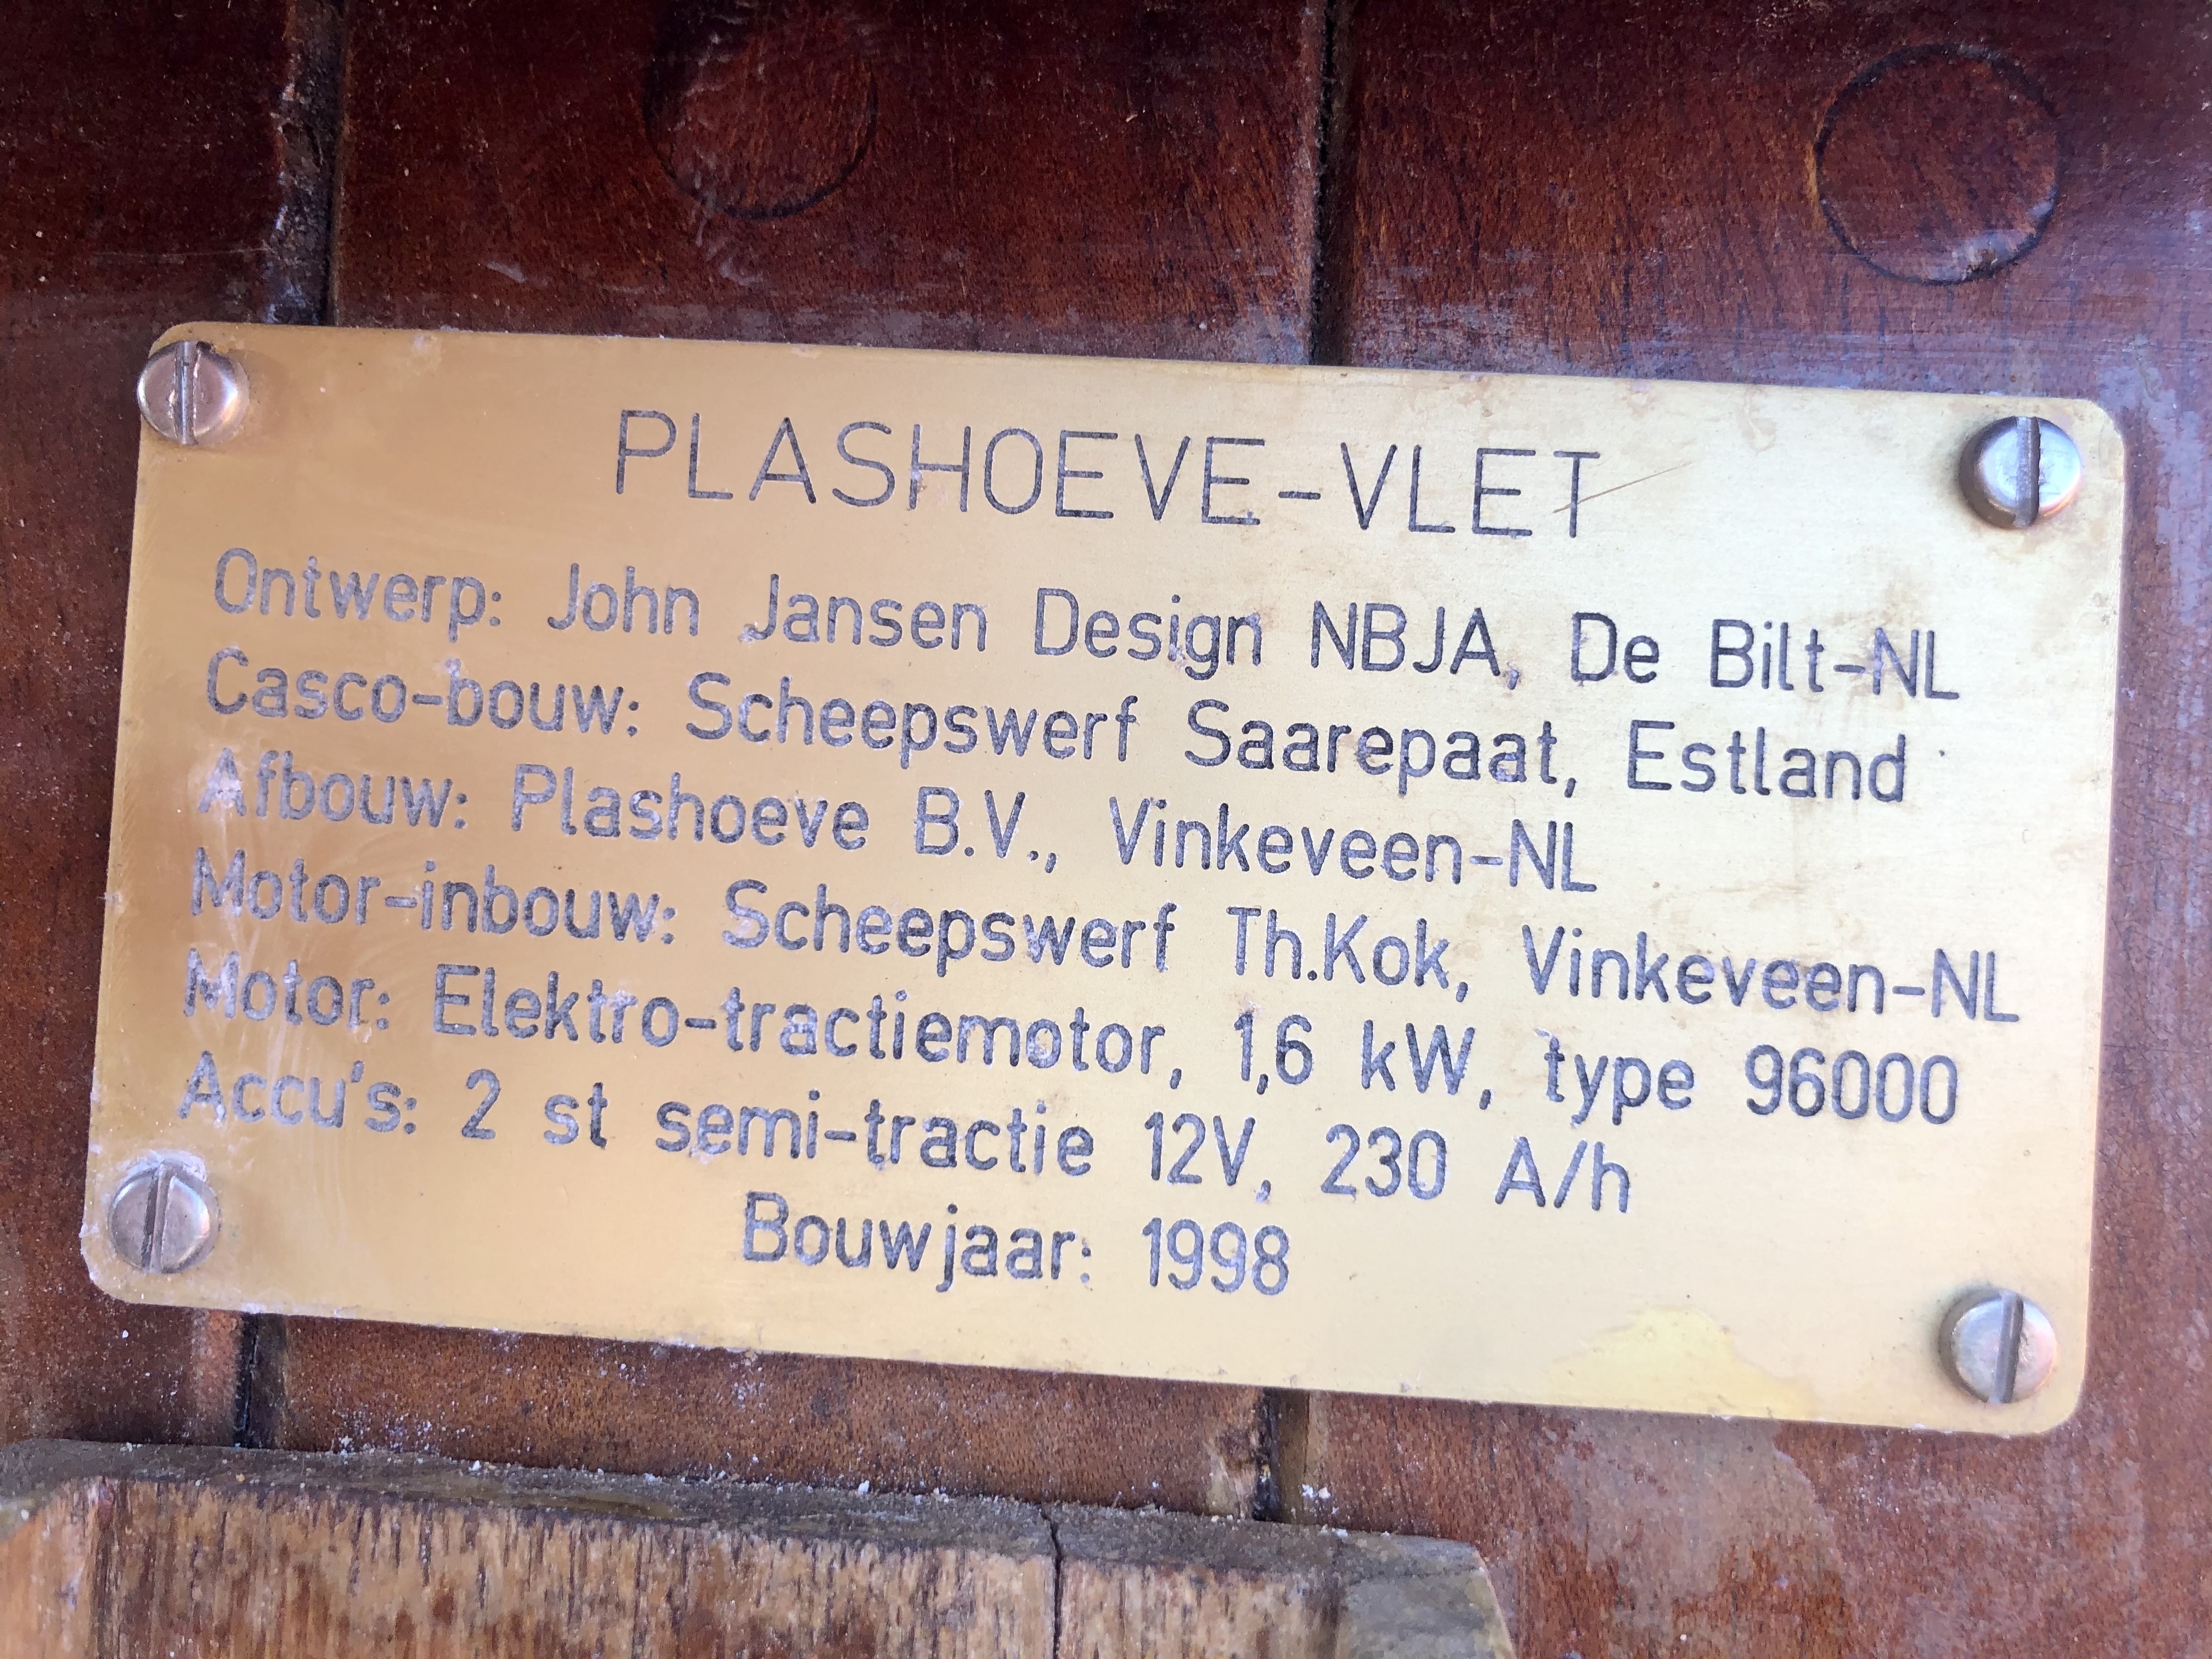 PLASHOEVE-VLET
Ontwerp: John Jansen Design NBJA, De Bilt-NL
Casco-bouw: Scheepswerf Saarepaat, Estland
Afbouw: Plashoeve B.V., Vinkeveen-NL
Motor-inbouw: Scheepswerf Th.Kok, Vinkeveen-NL
Motor: Elektro-tractiemotor, 1,6 kW, type 96000
Accu's: 2 st semi-tractie 12V, 230 A/h
Bouwjaar: 1998